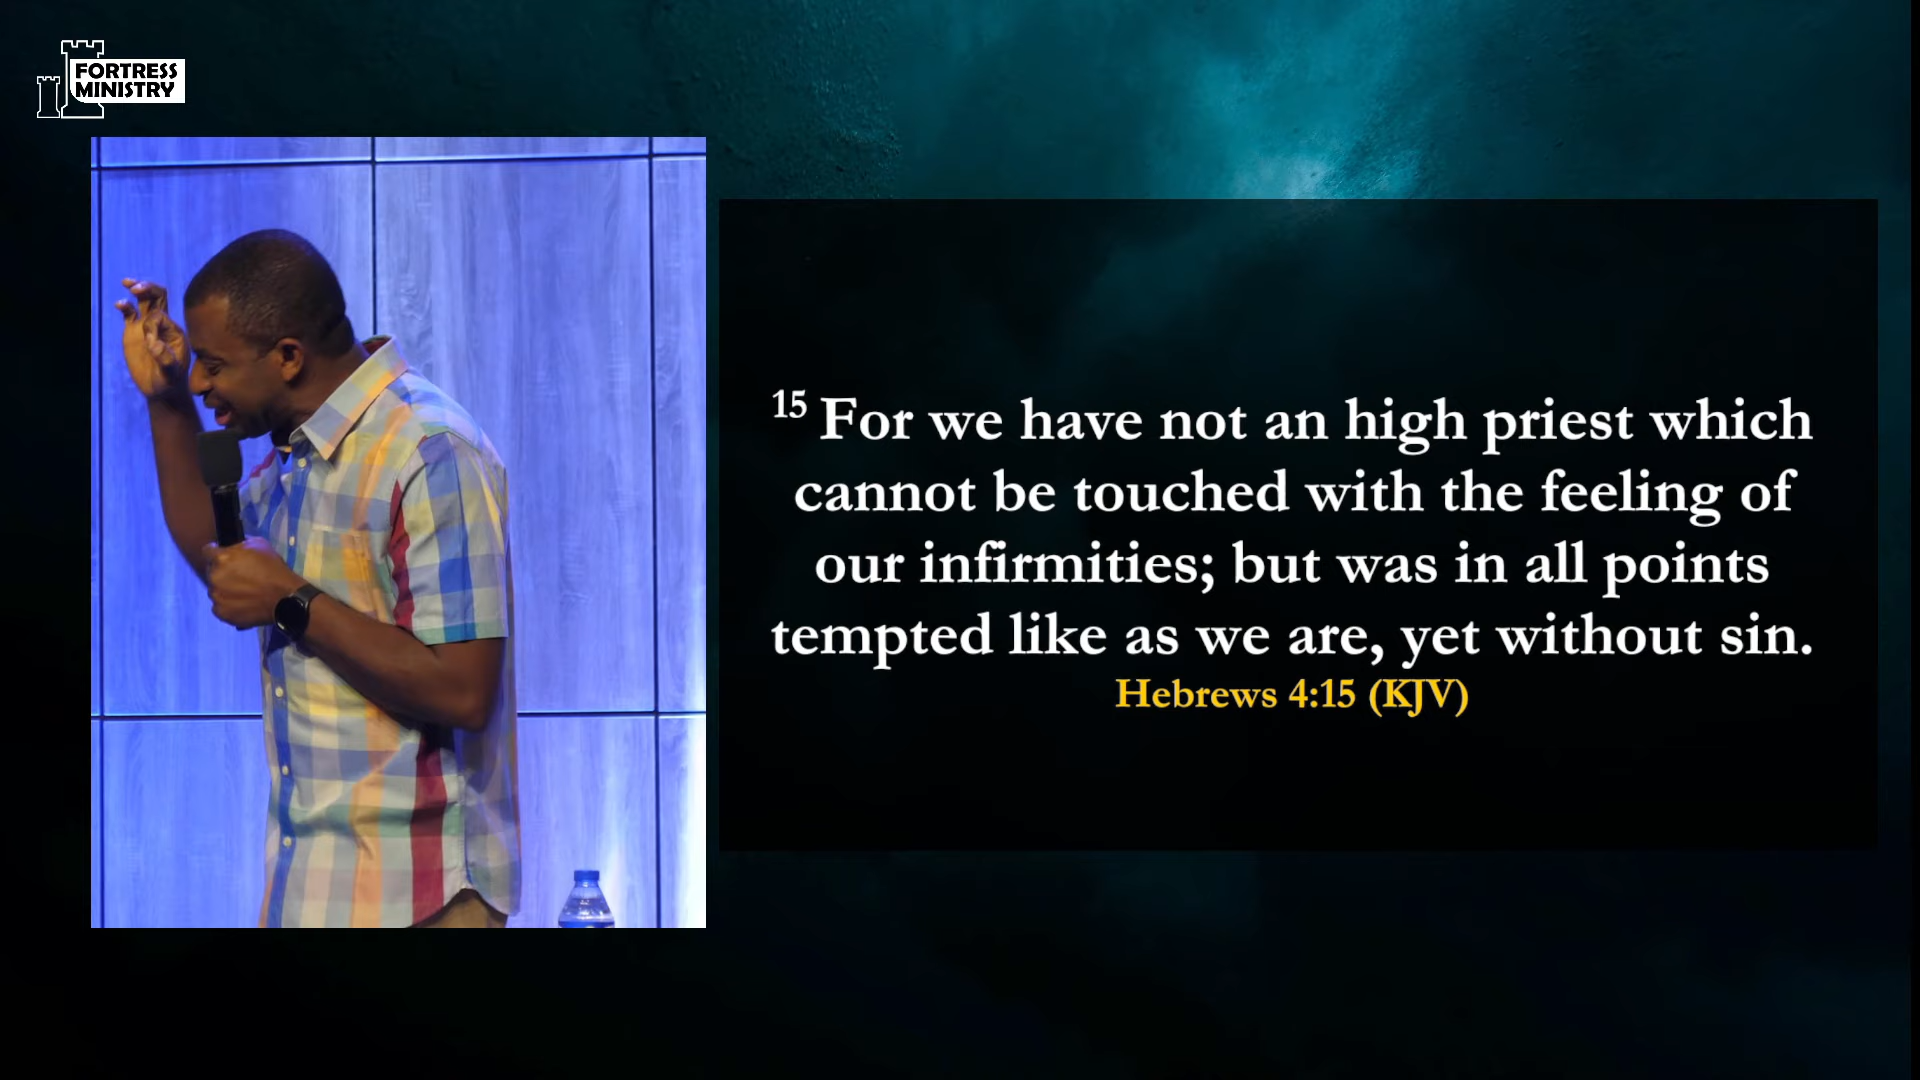 FORTRESS
MINISTRY
15 For we have not an high priest which
cannot be touched with the feeling of
our infirmities; but was in all points
tempted like as we are, yet without sin.
Hebrews 4:15 (KJV)